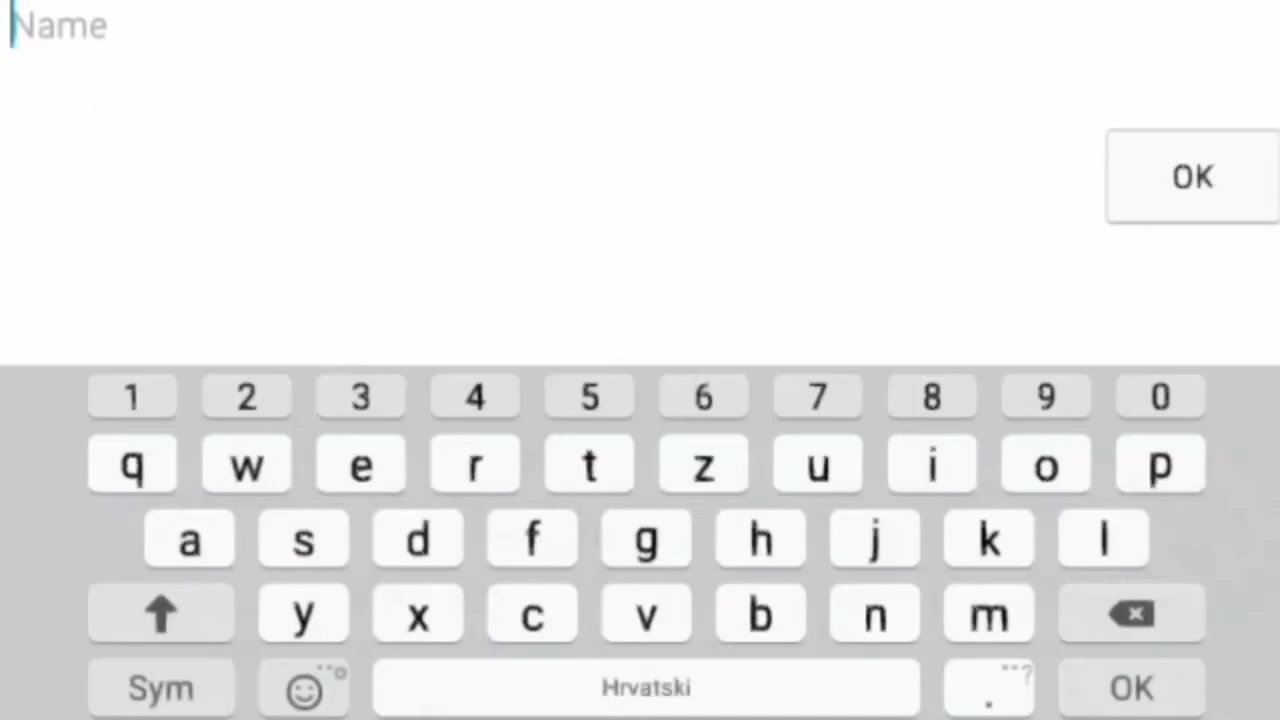 Name
OK
1 2 3 4 5 6 7 8 9 0
q w e r t z u i o p
a s d f g h j k l
y x c v b n m
Sym Hrvatski . ? OK